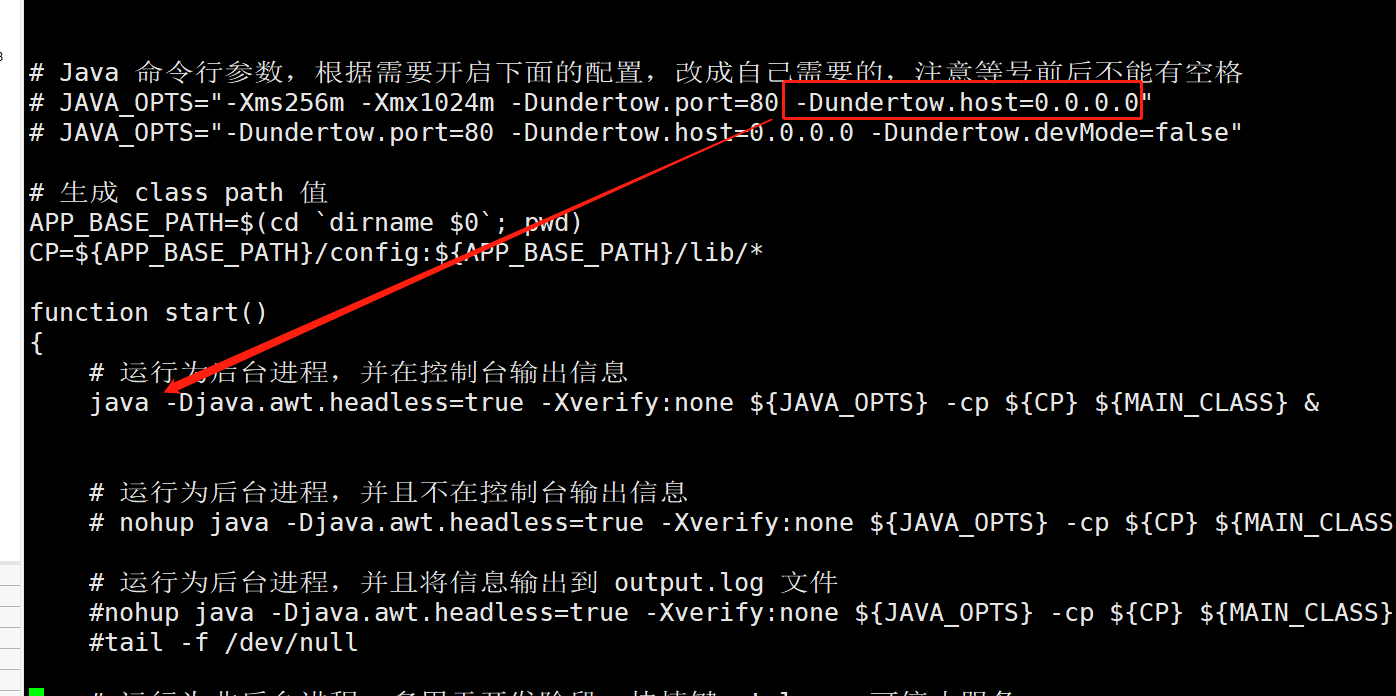 # Java 命令行参数，根据需要开启下面的配置，改成自己需要的，注意等号前后不能有空格
# JAVA_OPTS="-Xms256m -Xmx1024m -Dundertow.port=80 -Dundertow.host=0.0.0.0"
# JAVA_OPTS="-Dundertow.port=80 -Dundertow.host=0.0.0.0 -Dundertow.devMode=false"
# 生成 class path 值
APP_BASE_PATH=$(cd `dirname $0`; pwd)
CP=${APP_BASE_PATH}/config:${APP_BASE_PATH}/lib/*
function start()
{
# 运行为后台进程，并在控制台输出信息
java -Djava.awt.headless=true -Xverify:none ${JAVA_OPTS} -cp ${CP} ${MAIN_CLASS} &
# 运行为后台进程，并且不在控制台输出信息
# nohup java -Djava.awt.headless=true -Xverify:none ${JAVA_OPTS} -cp ${CP} ${MAIN_CLASS
# 运行为后台进程，并且将信息输出到 output.log 文件
#nohup java -Djava.awt.headless=true -Xverify:none ${JAVA_OPTS} -cp ${CP} ${MAIN_CLASS}
#tail -f /dev/null